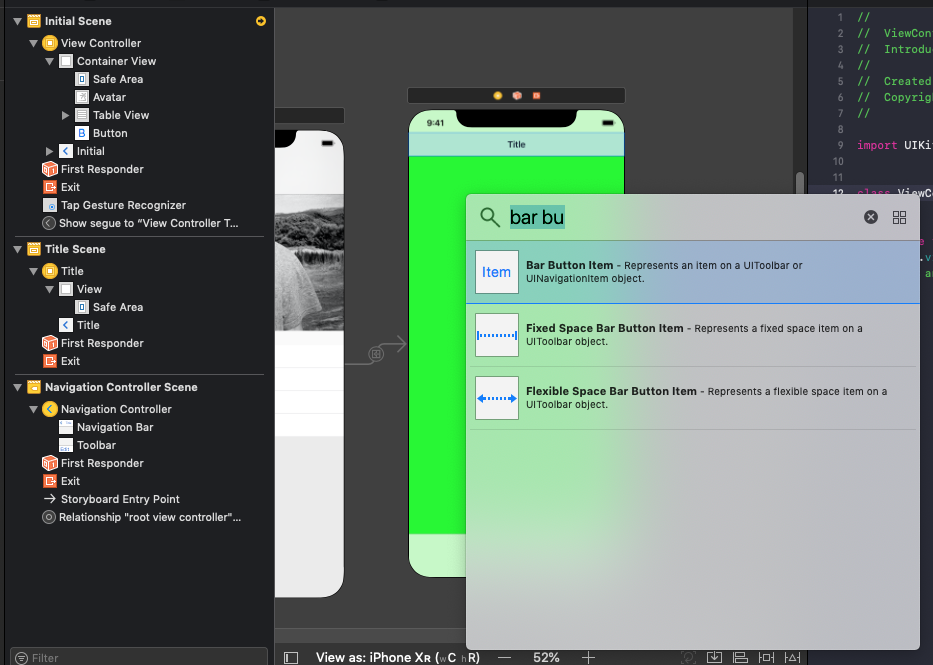 Initial Scene
View Controller
Container View
Safe Area
Avatar
Table View
B Button
Initial
First Responder
Exit
Tap Gesture Recognizer
Show segue to “View Controller T...
Title Scene
Title
View
Safe Area
Title
First Responder
Exit
Navigation Controller Scene
Navigation Controller
Navigation Bar
Toolbar
First Responder
Exit
Storyboard Entry Point
Relationship "root view controller"...
Filter
9:41
Title
bar bu
Item
Bar Button Item - Represents an item on a UIToolbar or
UINavigationItem object.
Fixed Space Bar Button Item - Represents a fixed space item on a
UIToolbar object.
Flexible Space Bar Button Item - Represents a flexible space item on a
UIToolbar object.
View as: iPhone XR (wC hR)
52%
1 //
2 // ViewCon
3 // Introdu
4 //
5 // Created
6 // Copyrig
7 //
8
9 import UIKi
10
11
12 class ViewC